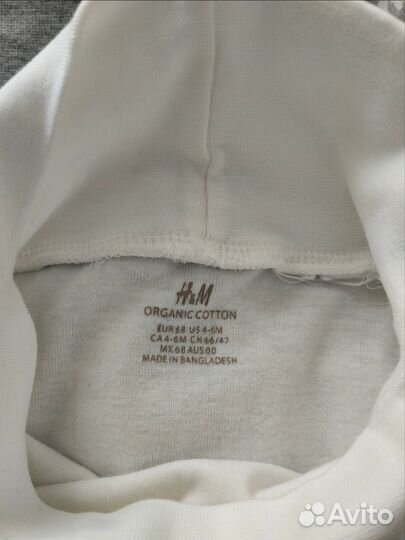 H&M
ORGANIC COTTON
EUR 68 US 4-6M
CA 4-6M CN 66/47
MX 68 AUS 00
MADE IN BANGLADESH
Avito